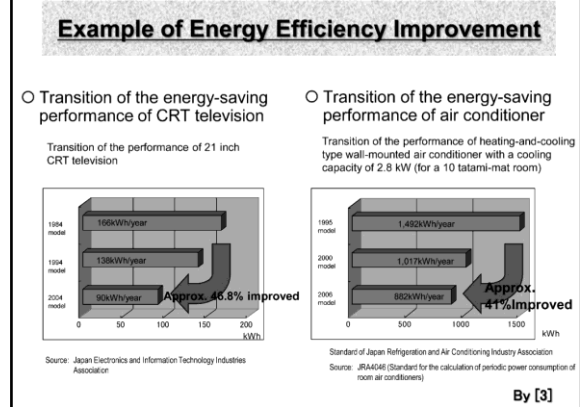 Example of Energy Efficiency Improvement
O Transition of the energy-saving
performance of CRT television
Transition of the performance of 21 inch
CRT television
1984
model
166kWh/year
1994
model
138kWh/year
2004
model
90kWh/year
Approx. 46.8% improved
0 50 100 150 200
kWh
Source: Japan Electronics and Information Technology Industries
Association
O Transition of the energy-saving
performance of air conditioner
Transition of the performance of heating-and-cooling
type wall-mounted air conditioner with a cooling
capacity of 2.8 kW (for a 10 tatami-mat room)
1995
model
1,492kWh/year
2000
model
1,017kWh/year
2006
model
882kWh/year
Approx.
41%Improved
0 500 1000 1500
kWh
Standard of Japan Refrigeration and Air Conditioning Industry Association
Source: JRA4046 (Standard for the calculation of periodic power consumption of
room air conditioners)
By [3]